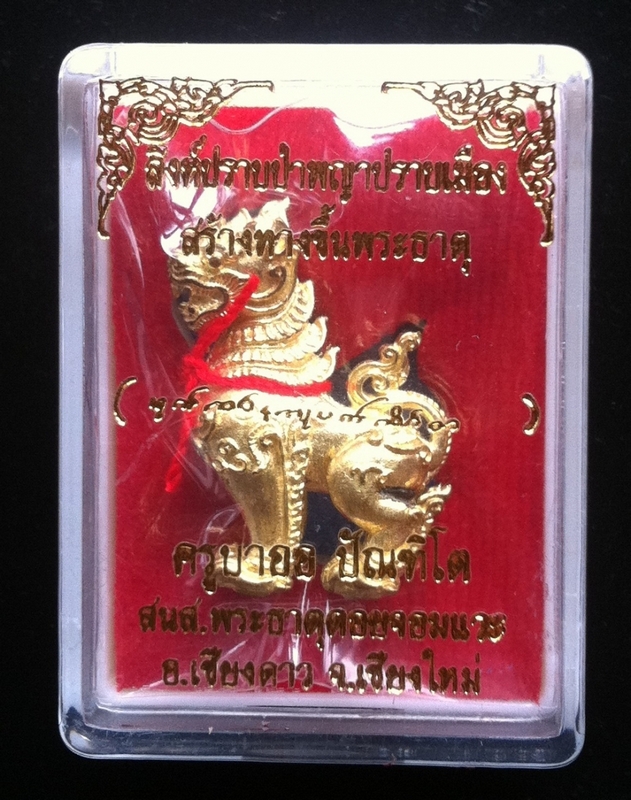 สิงห์ปราบป่าพญาปราบเมือง
สร้างทางขึ้นพระธาตุ
ครูบาออ ปัณฑิโต
สนส.พระธาตุดอยจอมแวะ
อ.เชียงดาว จ.เชียงใหม่